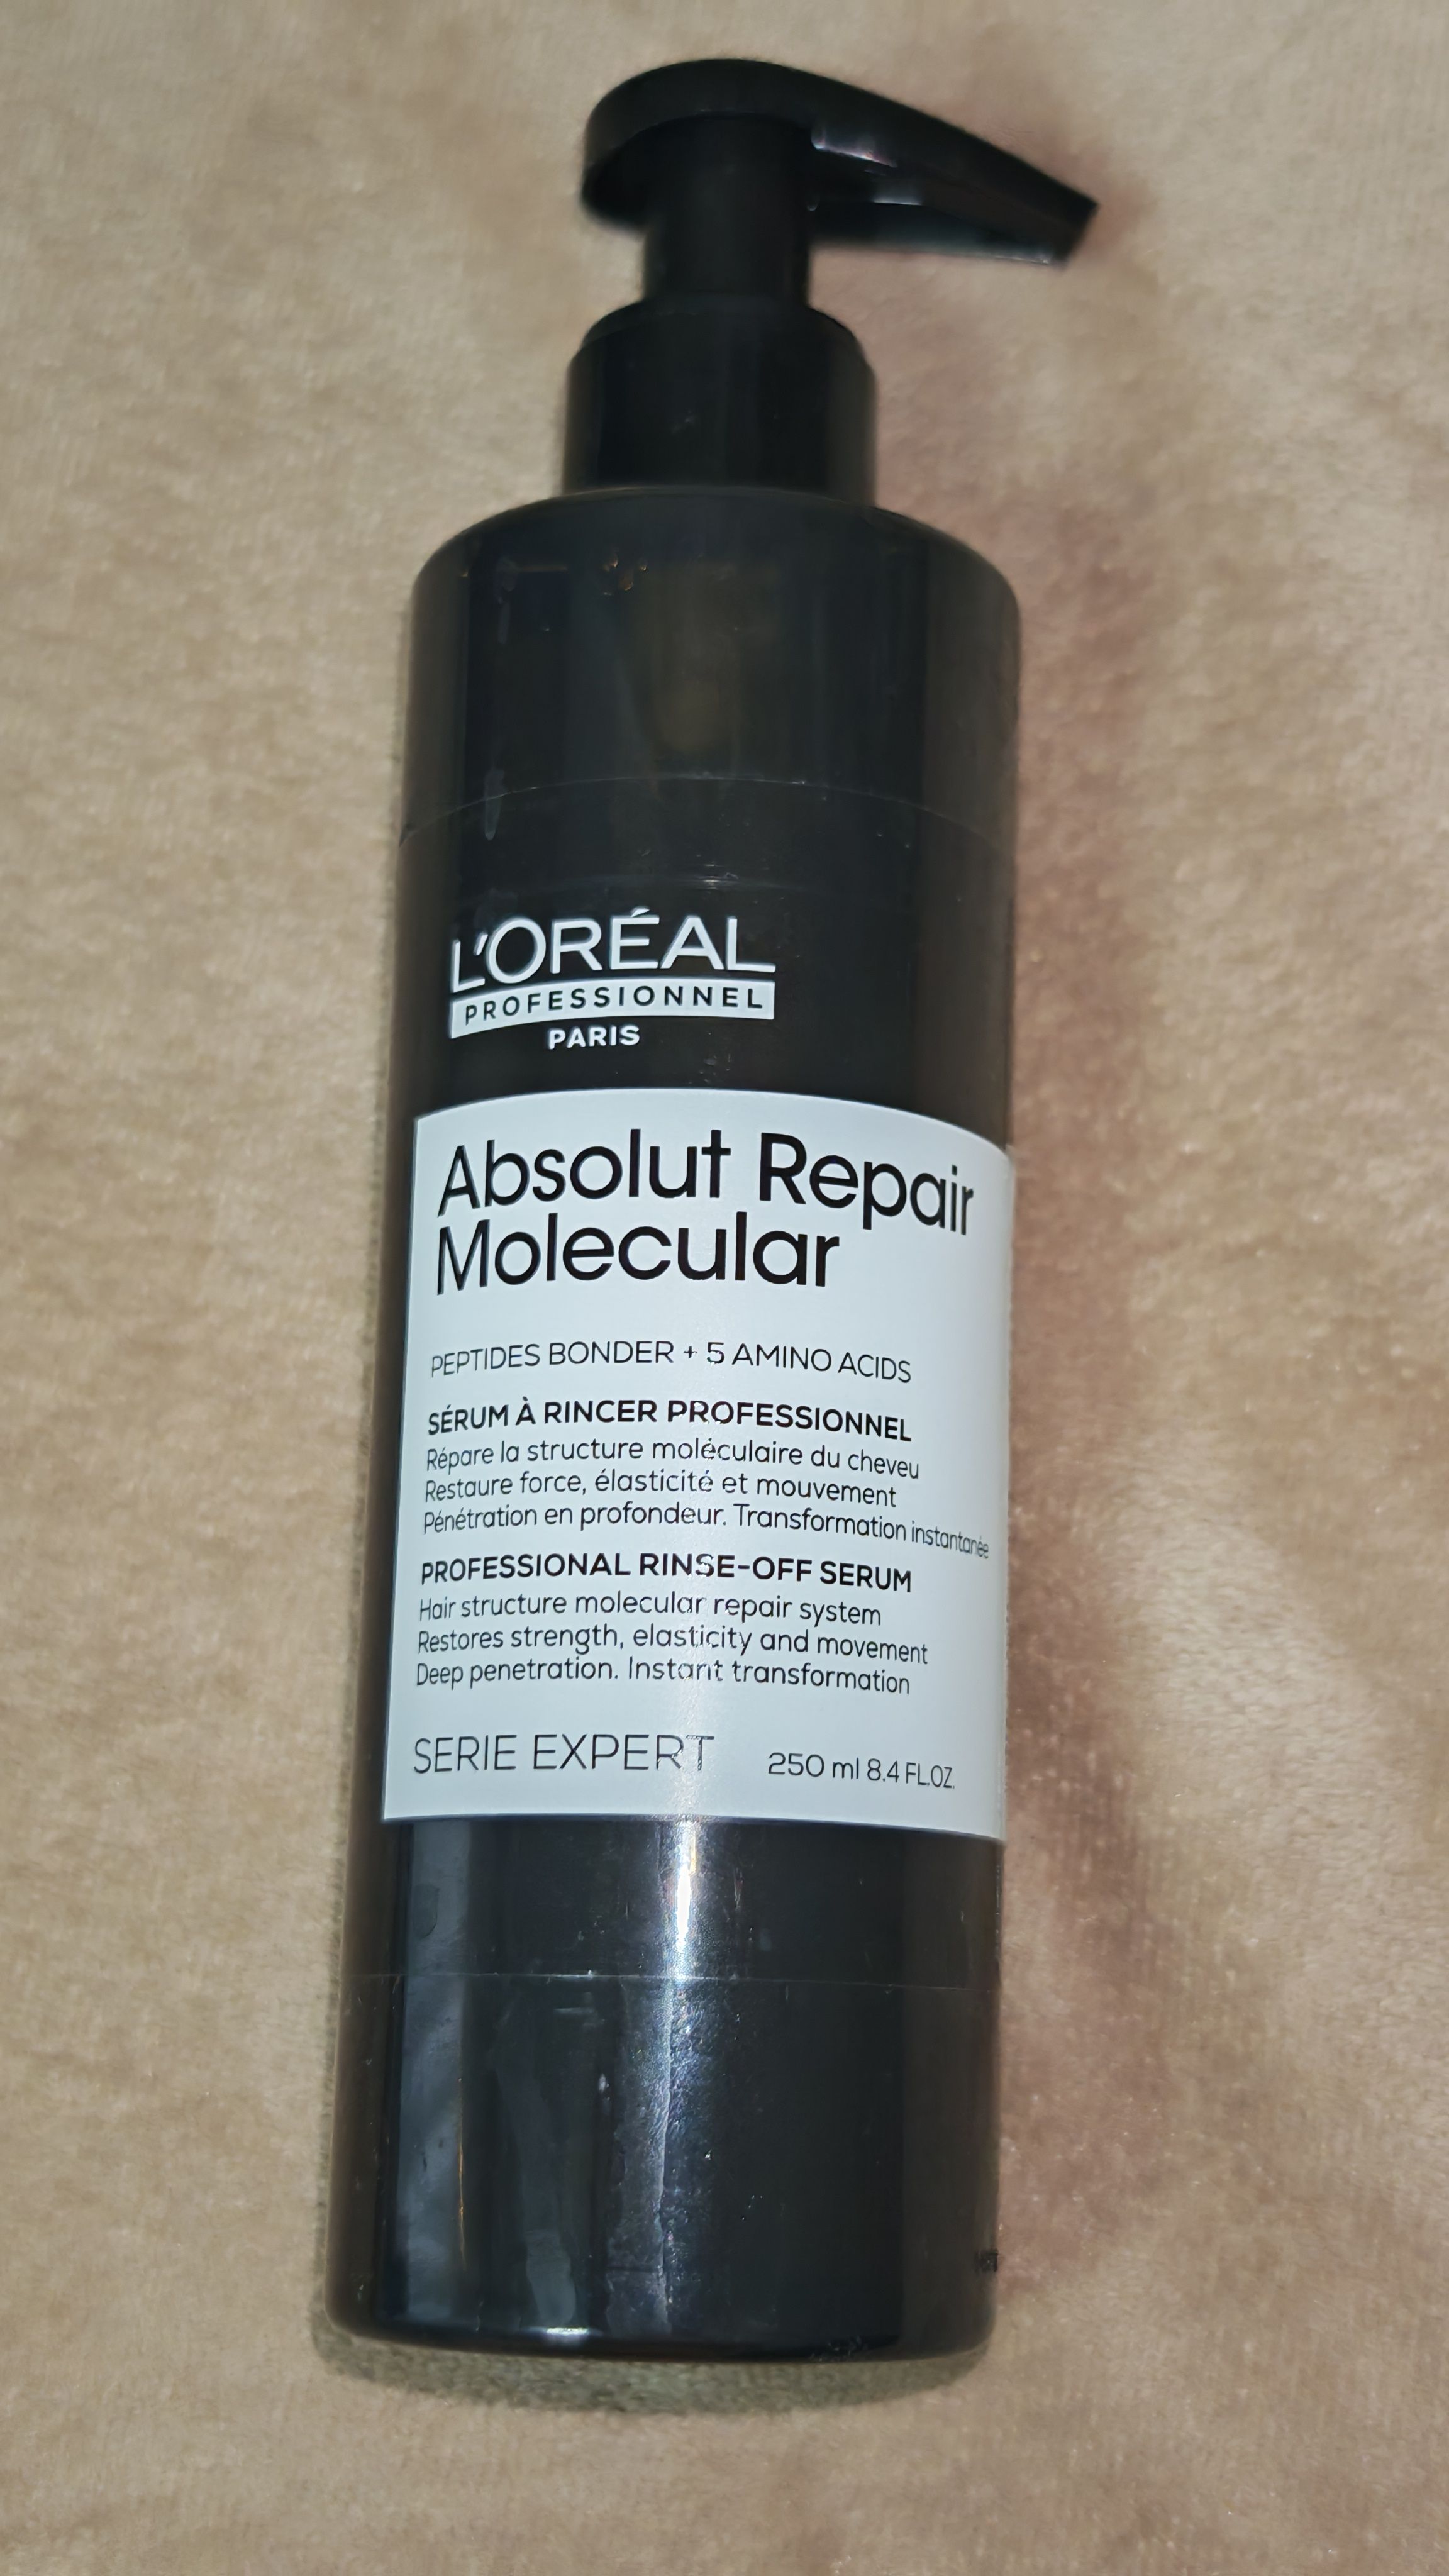 L'ORÉAL
PROFESSIONNEL
PARIS
Absolut Repair
Molecular
PEPTIDES BONDER + 5 AMINO ACIDS
SÉRUM À RINCER PROFESSIONNEL
Répare la structure moléculaire du cheveu
Restaure force, élasticité et mouvement
Pénétration en profondeur. Transformation instantanée
PROFESSIONAL RINSE-OFF SERUM
Hair structure molecular repair system
Restores strength, elasticity and movement
Deep penetration. Instant transformation
SERIE EXPERT 250 ml 8.4 FL.OZ.